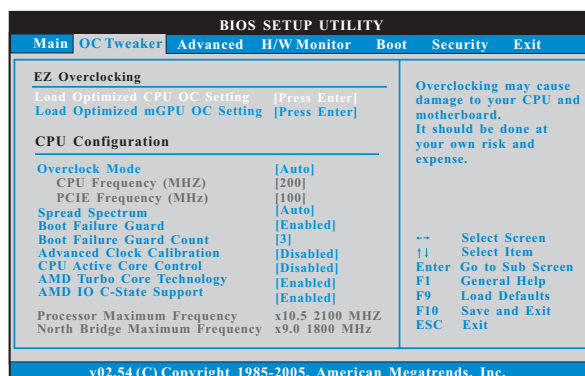 BIOS SETUP UTILITY
Main OC Tweaker Advanced H/W Monitor Boot Security Exit
EZ Overclocking
Load Optimized CPU OC Setting [Press Enter]
Load Optimized mGPU OC Setting [Press Enter]
CPU Configuration
Overclock Mode [Auto]
CPU Frequency (MHZ) [200]
PCIE Frequency (MHz) [100]
Spread Spectrum [Auto]
Boot Failure Guard [Enabled]
Boot Failure Guard Count [3]
Advanced Clock Calibration [Disabled]
CPU Active Core Control [Disabled]
AMD Turbo Core Technology [Enabled]
AMD IO C-State Support [Enabled]
Processor Maximum Frequency x10.5 2100 MHZ
North Bridge Maximum Frequency x9.0 1800 MHz
Overclocking may cause
damage to your CPU and
motherboard.
It should be done at
your own risk and
expense.
←→ Select Screen
↑↓ Select Item
Enter Go to Sub Screen
F1 General Help
F9 Load Defaults
F10 Save and Exit
ESC Exit
v02.54 (C) Copyright 1985-2005, American Megatrends, Inc.